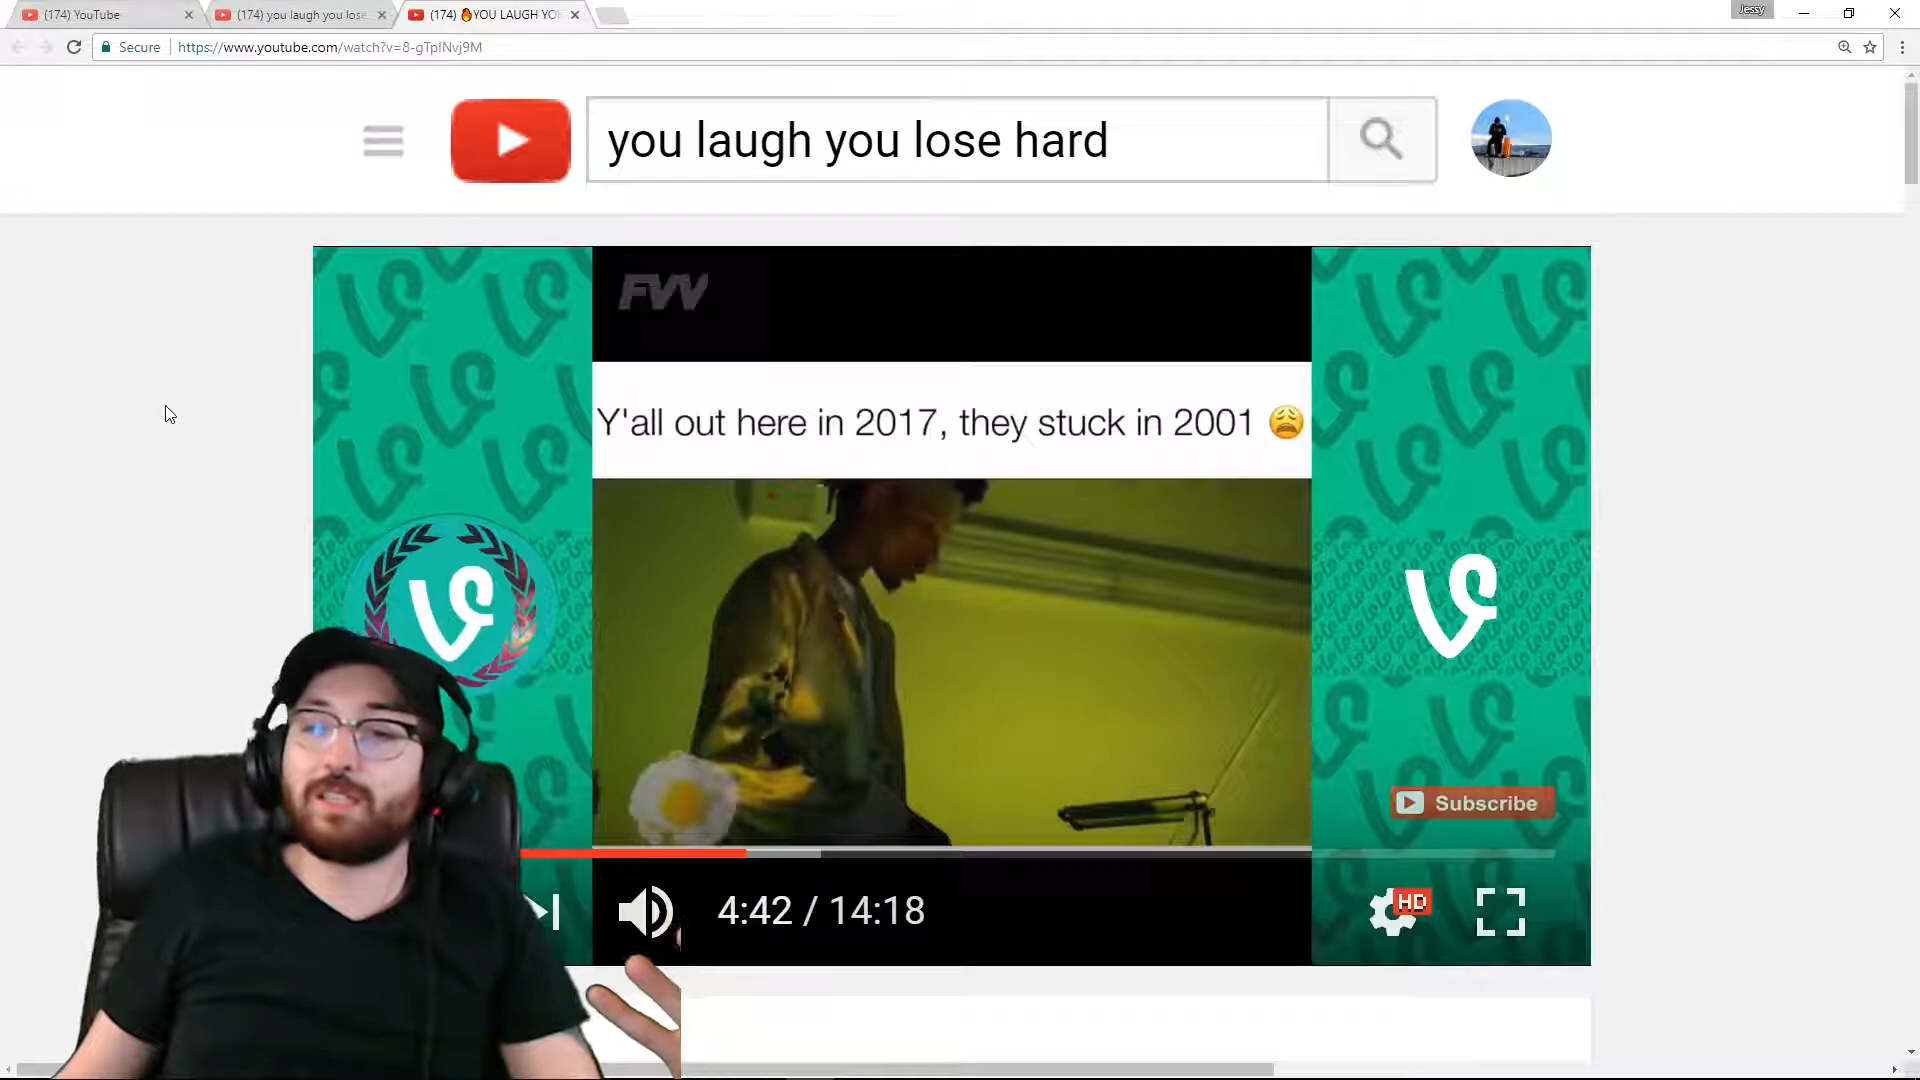 (174) YouTube
(174) you laugh you lose
(174) 🔥YOU LAUGH YO
Jessy
Secure
https://www.youtube.com/watch?v=8-gTpINvj9M
you laugh you lose hard
FVV
Y'all out here in 2017, they stuck in 2001 😩
Subscribe
4:42 / 14:18
HD